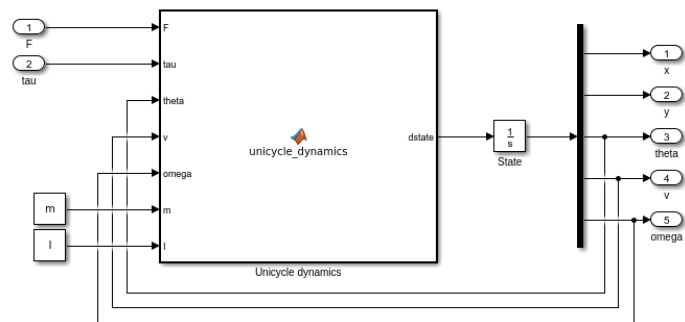 1
F
2
tau
F
tau
theta
v
omega
m
I
m
I
unicycle_dynamics
dstate
Unicycle dynamics
1
s
State
1
x
2
y
3
theta
4
v
5
omega